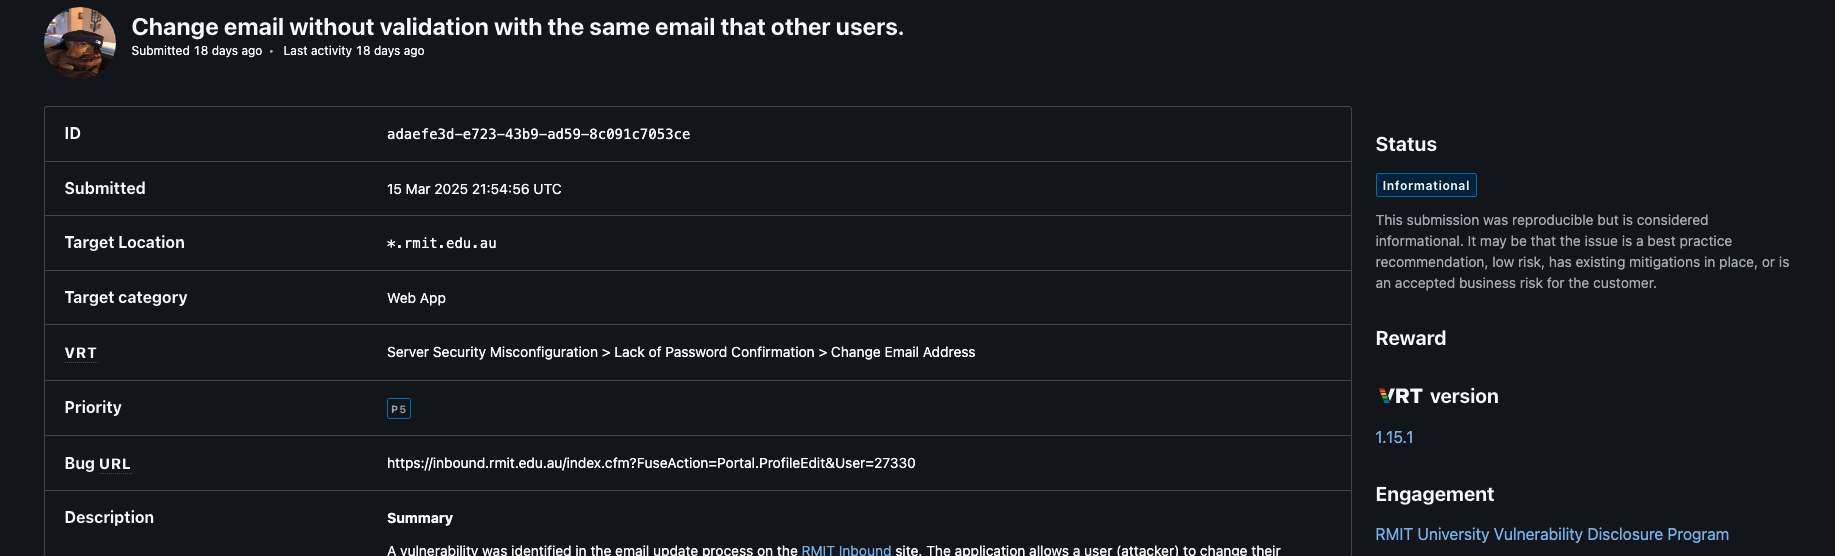 Change email without validation with the same email that other users.
Submitted 18 days ago • Last activity 18 days ago
ID
adaefe3d-e723-43b9-ad59-8c091c7053ce
Submitted
15 Mar 2025 21:54:56 UTC
Target Location
*.rmit.edu.au
Target category
Web App
VRT
Server Security Misconfiguration > Lack of Password Confirmation > Change Email Address
Priority
P5
Bug URL
https://inbound.rmit.edu.au/index.cfm?FuseAction=Portal.ProfileEdit&User=27330
Description
Summary
A vulnerability was identified in the email update process on the RMIT Inbound site. The application allows a user (attacker) to change their
Status
Informational
This submission was reproducible but is considered
informational. It may be that the issue is a best practice
recommendation, low risk, has existing mitigations in place, or is
an accepted business risk for the customer.
Reward
VRT version
1.15.1
Engagement
RMIT University Vulnerability Disclosure Program